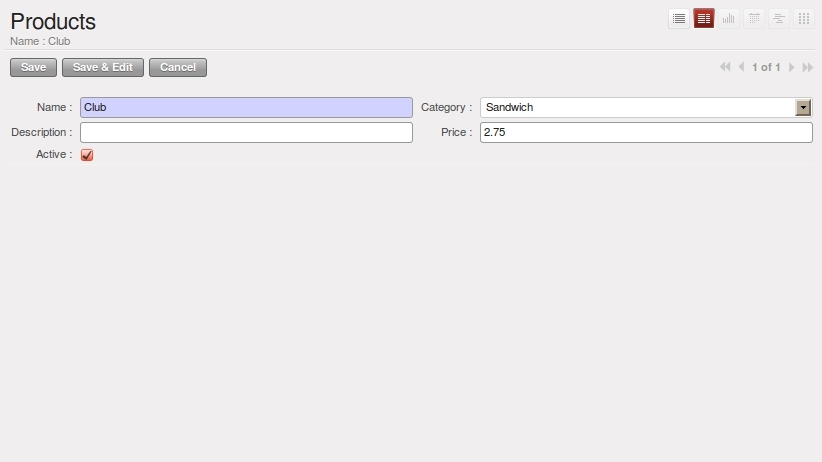 Products
Name : Club
Save Save & Edit Cancel 1 of 1
Name : Club Category : Sandwich
Description : Price : 2.75
Active :